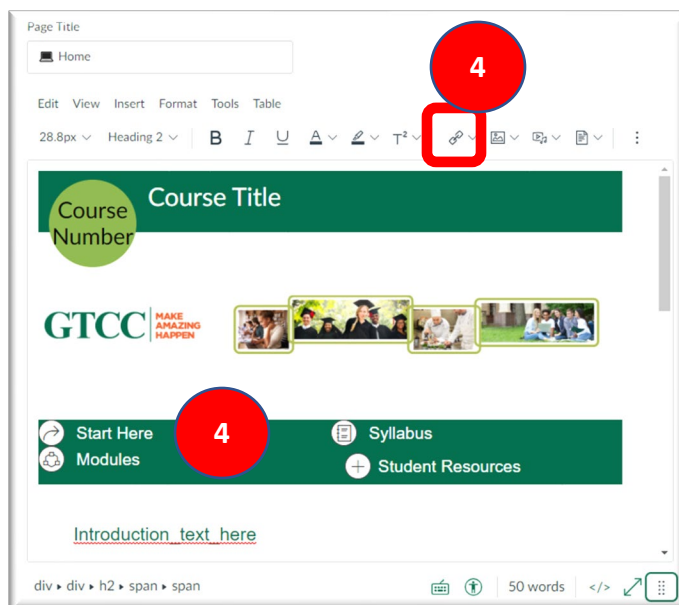 Page Title
Home
4
Edit View Insert Format Tools Table
28.8px Heading 2 B I U A T²
Course Title
Course
Number
GTCC MAKE
AMAZING
HAPPEN
Start Here 4 Syllabus
Modules Student Resources
Introduction_text_here
div ▸ div ▸ h2 ▸ span ▸ span 50 words </>